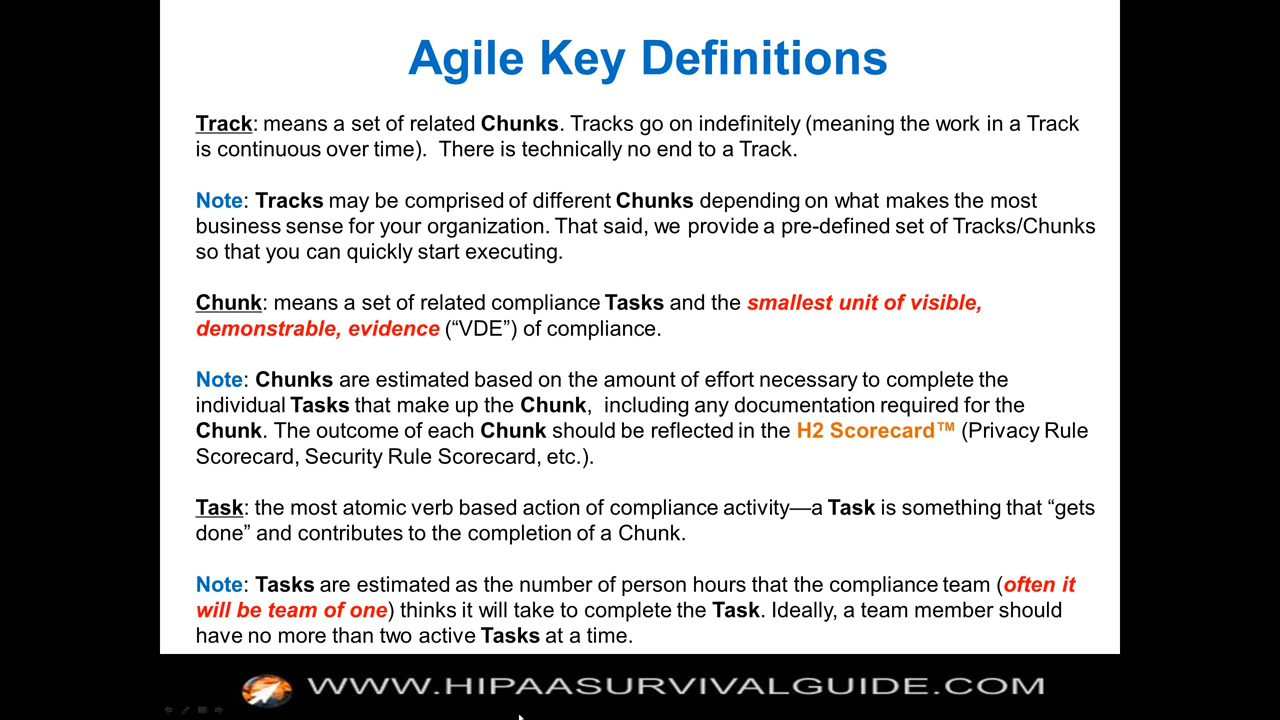 Agile Key Definitions
Track: means a set of related Chunks. Tracks go on indefinitely (meaning the work in a Track
is continuous over time).  There is technically no end to a Track.
Note: Tracks may be comprised of different Chunks depending on what makes the most
business sense for your organization. That said, we provide a pre-defined set of Tracks/Chunks
so that you can quickly start executing.
Chunk: means a set of related compliance Tasks and the smallest unit of visible,
demonstrable, evidence (“VDE”) of compliance.
Note: Chunks are estimated based on the amount of effort necessary to complete the
individual Tasks that make up the Chunk,  including any documentation required for the
Chunk. The outcome of each Chunk should be reflected in the H2 Scorecard™ (Privacy Rule
Scorecard, Security Rule Scorecard, etc.).
Task: the most atomic verb based action of compliance activity—a Task is something that “gets
done” and contributes to the completion of a Chunk.
Note: Tasks are estimated as the number of person hours that the compliance team (often it
will be team of one) thinks it will take to complete the Task. Ideally, a team member should
have no more than two active Tasks at a time.
WWW.HIPAASURVIVALGUIDE.COM